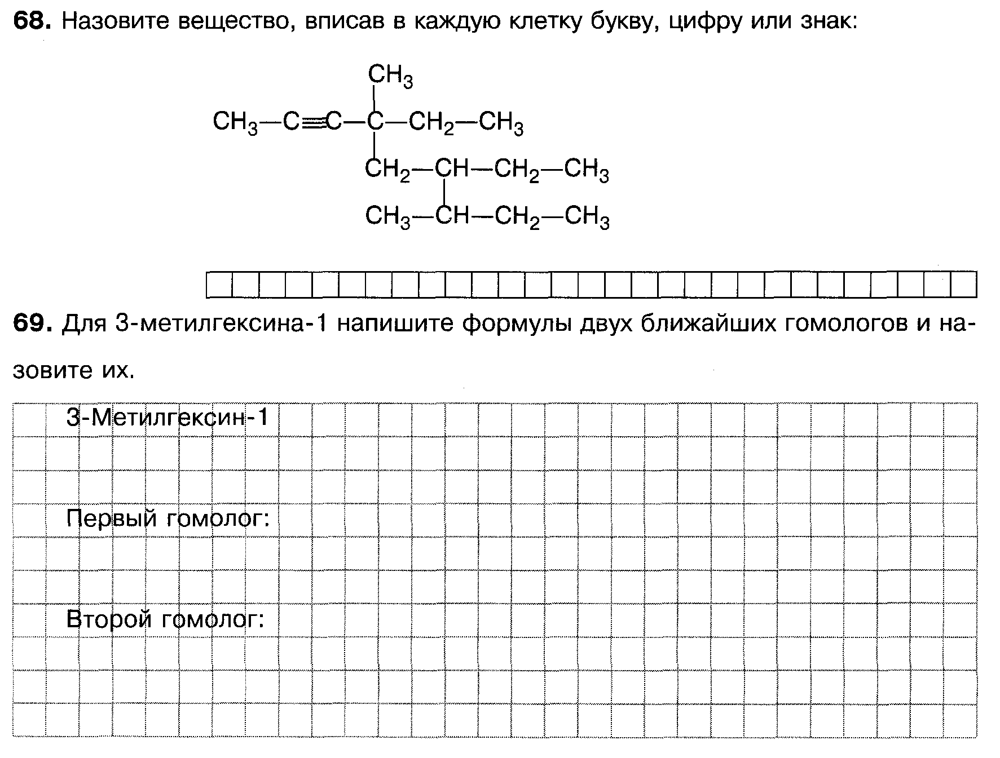 68. Назовите вещество, вписав в каждую клетку букву, цифру или знак:
CH3
CH3—C≡C—C—CH2—CH3
CH2—CH—CH2—CH3
CH3—CH—CH2—CH3
69. Для 3-метилгексина-1 напишите формулы двух ближайших гомологов и на-
зовите их.
3-Метилгексин-1
Первый гомолог:
Второй гомолог: